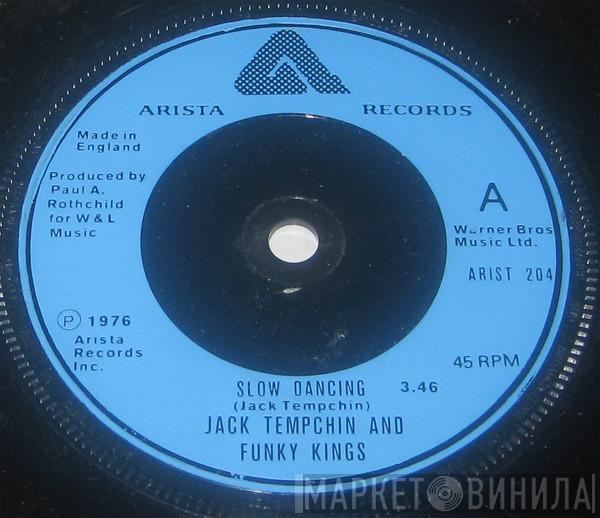 ARISTA RECORDS
Made in
England
Produced by
Paul A.
Rothchild
for W & L
Music
A
Warner Bros
Music Ltd.
ARIST 204
Ⓟ 1976
Arista
Records
Inc.
45 RPM
SLOW DANCING 3.46
(Jack Tempchin)
JACK TEMPCHIN AND
FUNKY KINGS
МАРКЕТ ВИНИЛА